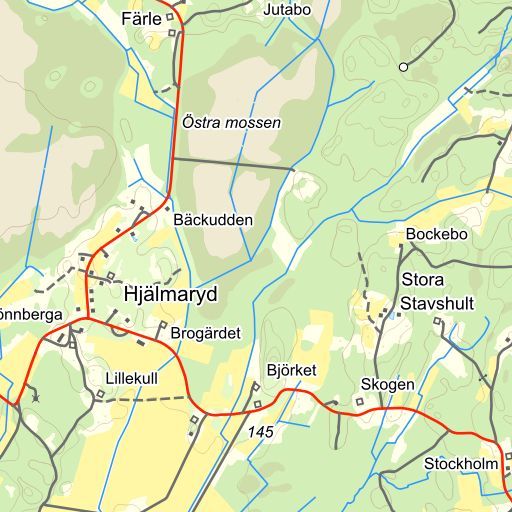 Jutabo
Färle
Östra mossen
Bäckudden
Bockebo
Stora
Stavshult
Hjälmaryd
önnberga
Brogärdet
Björket
Lillekull
Skogen
145
Stockholm